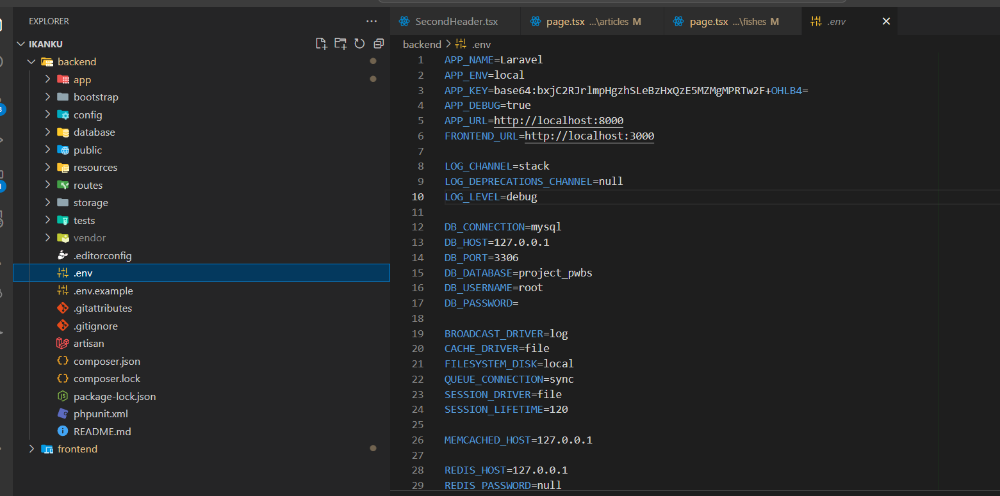 EXPLORER
IKANKU
backend
app
bootstrap
config
database
public
resources
routes
storage
tests
vendor
.editorconfig
.env
.env.example
.gitattributes
.gitignore
artisan
composer.json
composer.lock
package-lock.json
phpunit.xml
README.md
frontend
SecondHeader.tsx page.tsx ...\articles M page.tsx ...\fishes M .env
backend > .env
1 APP_NAME=Laravel
2 APP_ENV=local
3 APP_KEY=base64:bxjC2RJrlmpHgzhSLeBzHxQzE5MZMgMPRTw2F+OHLB4=
4 APP_DEBUG=true
5 APP_URL=http://localhost:8000
6 FRONTEND_URL=http://localhost:3000
7
8 LOG_CHANNEL=stack
9 LOG_DEPRECATIONS_CHANNEL=null
10 LOG_LEVEL=debug
11
12 DB_CONNECTION=mysql
13 DB_HOST=127.0.0.1
14 DB_PORT=3306
15 DB_DATABASE=project_pwbs
16 DB_USERNAME=root
17 DB_PASSWORD=
18
19 BROADCAST_DRIVER=log
20 CACHE_DRIVER=file
21 FILESYSTEM_DISK=local
22 QUEUE_CONNECTION=sync
23 SESSION_DRIVER=file
24 SESSION_LIFETIME=120
25
26 MEMCACHED_HOST=127.0.0.1
27
28 REDIS_HOST=127.0.0.1
29 REDIS_PASSWORD=null